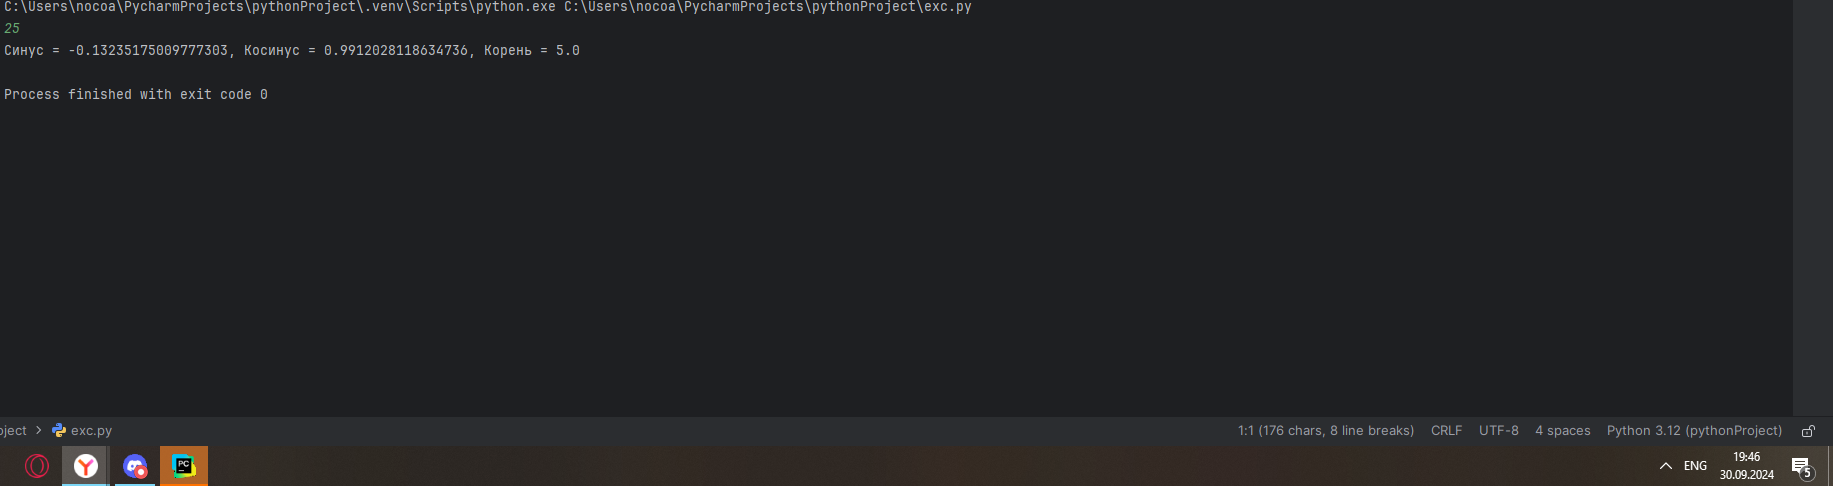 C:\Users\nocoa\PycharmProjects\pythonProject\.venv\Scripts\python.exe C:\Users\nocoa\PycharmProjects\pythonProject\exc.py
25
Синус = -0.13235175009777303, Косинус = 0.9912028118634736, Корень = 5.0
Process finished with exit code 0
oject > exc.py 1:1 (176 chars, 8 line breaks) CRLF UTF-8 4 spaces Python 3.12 (pythonProject)
PC ENG 19:46
30.09.2024 5